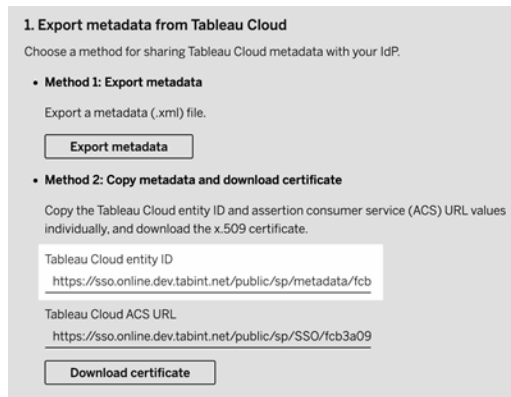 1. Export metadata from Tableau Cloud
Choose a method for sharing Tableau Cloud metadata with your IdP.
• Method 1: Export metadata
Export a metadata (.xml) file.
Export metadata
• Method 2: Copy metadata and download certificate
Copy the Tableau Cloud entity ID and assertion consumer service (ACS) URL values
individually, and download the x.509 certificate.
Tableau Cloud entity ID
https://sso.online.dev.tabint.net/public/sp/metadata/fcb
Tableau Cloud ACS URL
https://sso.online.dev.tabint.net/public/sp/SSO/fcb3a09
Download certificate